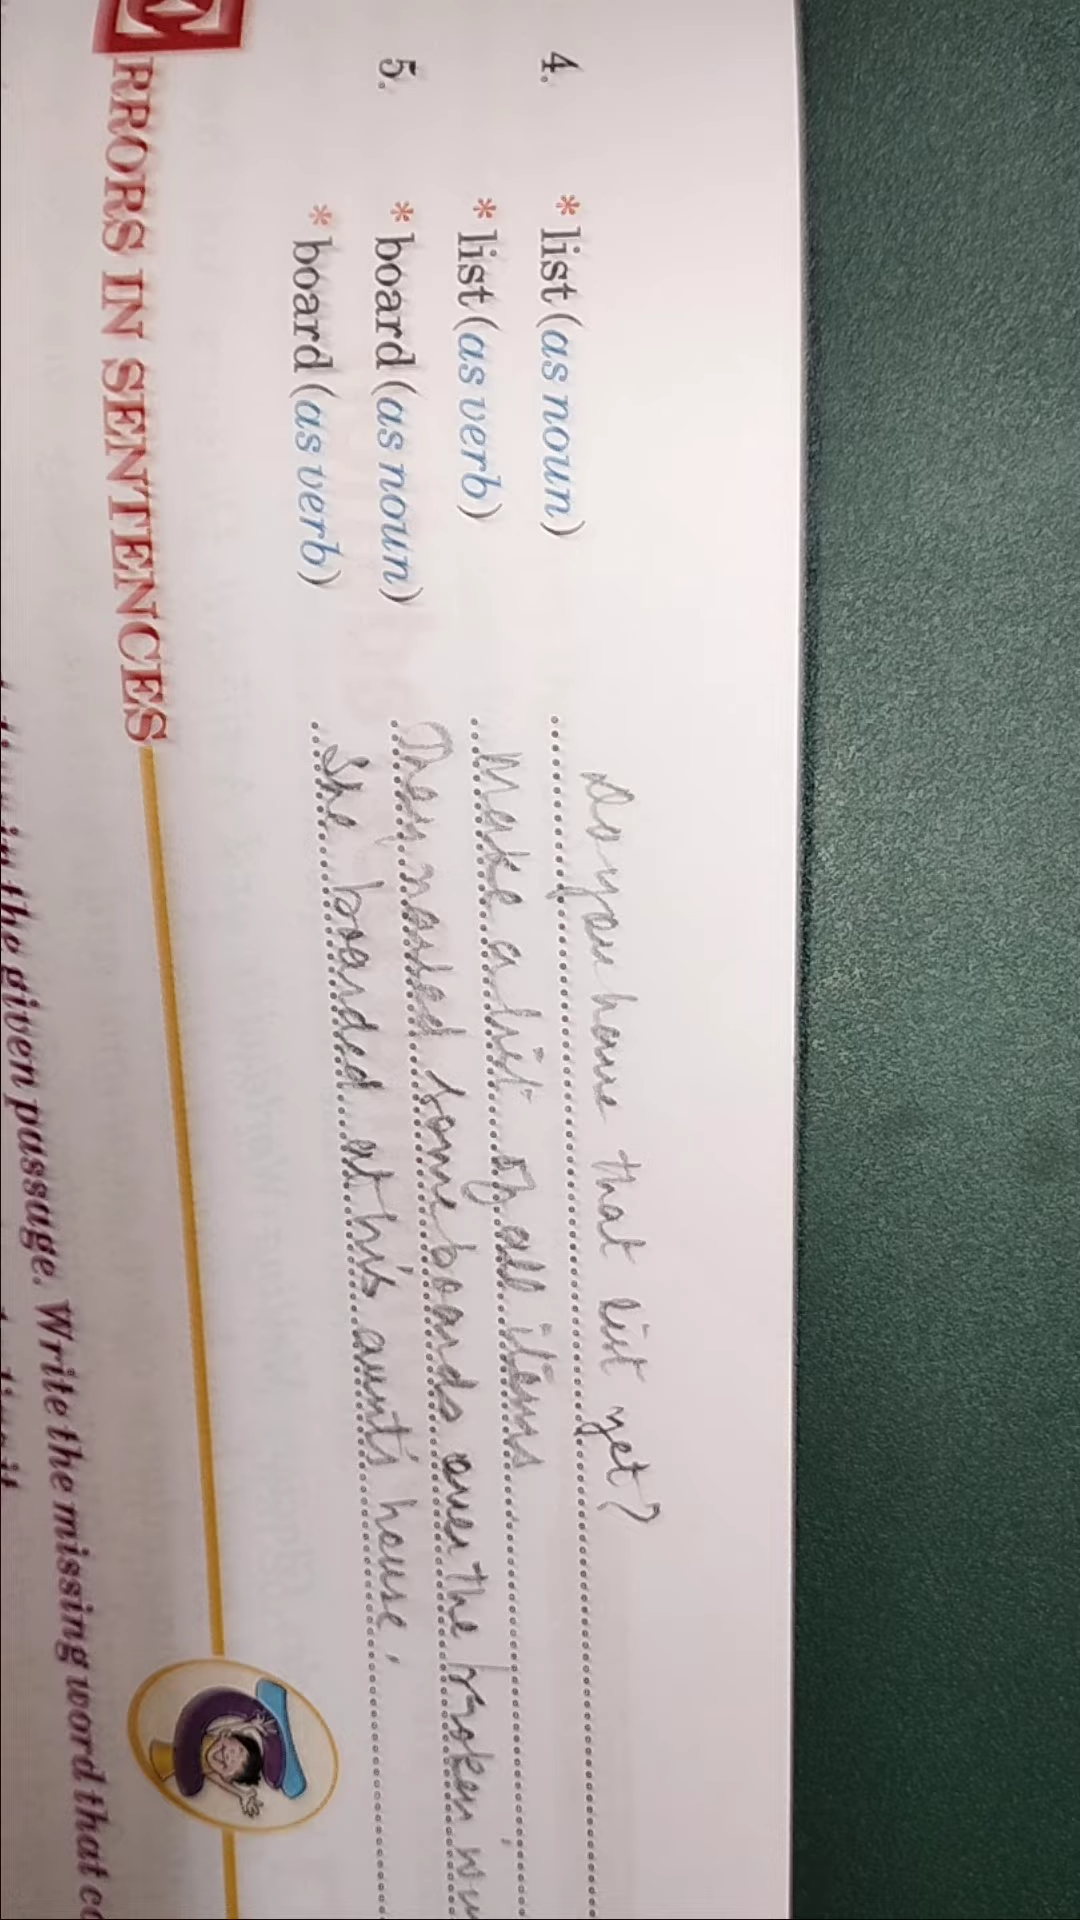 4. * list (as noun) Do you have that list yet?
* list (as verb) Make a list of all items
5. * board (as noun) They nailed some boards over the broken
* board (as verb) She boarded at his aunt's house.
ERRORS IN SENTENCES
in the given passage. Write the missing word that